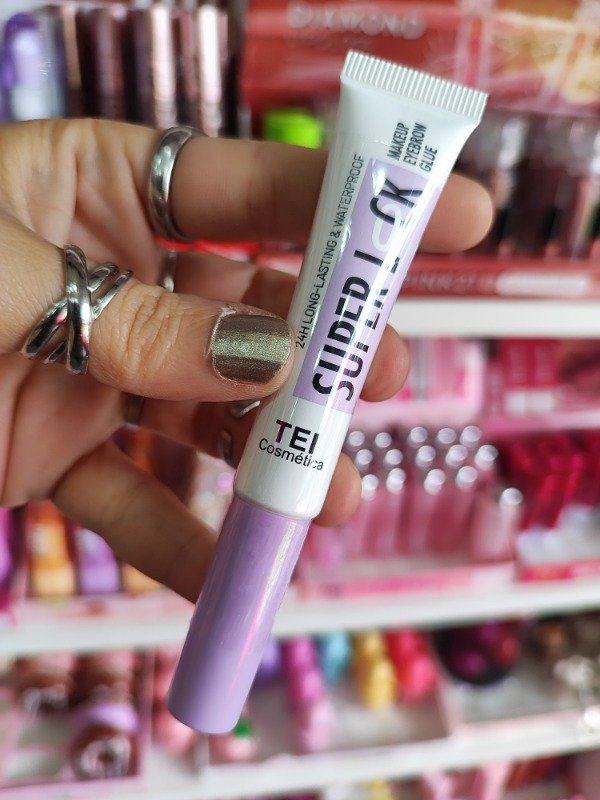 MAKEUP
EYEBROW
GLUE
SUPER LOCK
24H LONG-LASTING & WATERPROOF
TEI
Cosmética